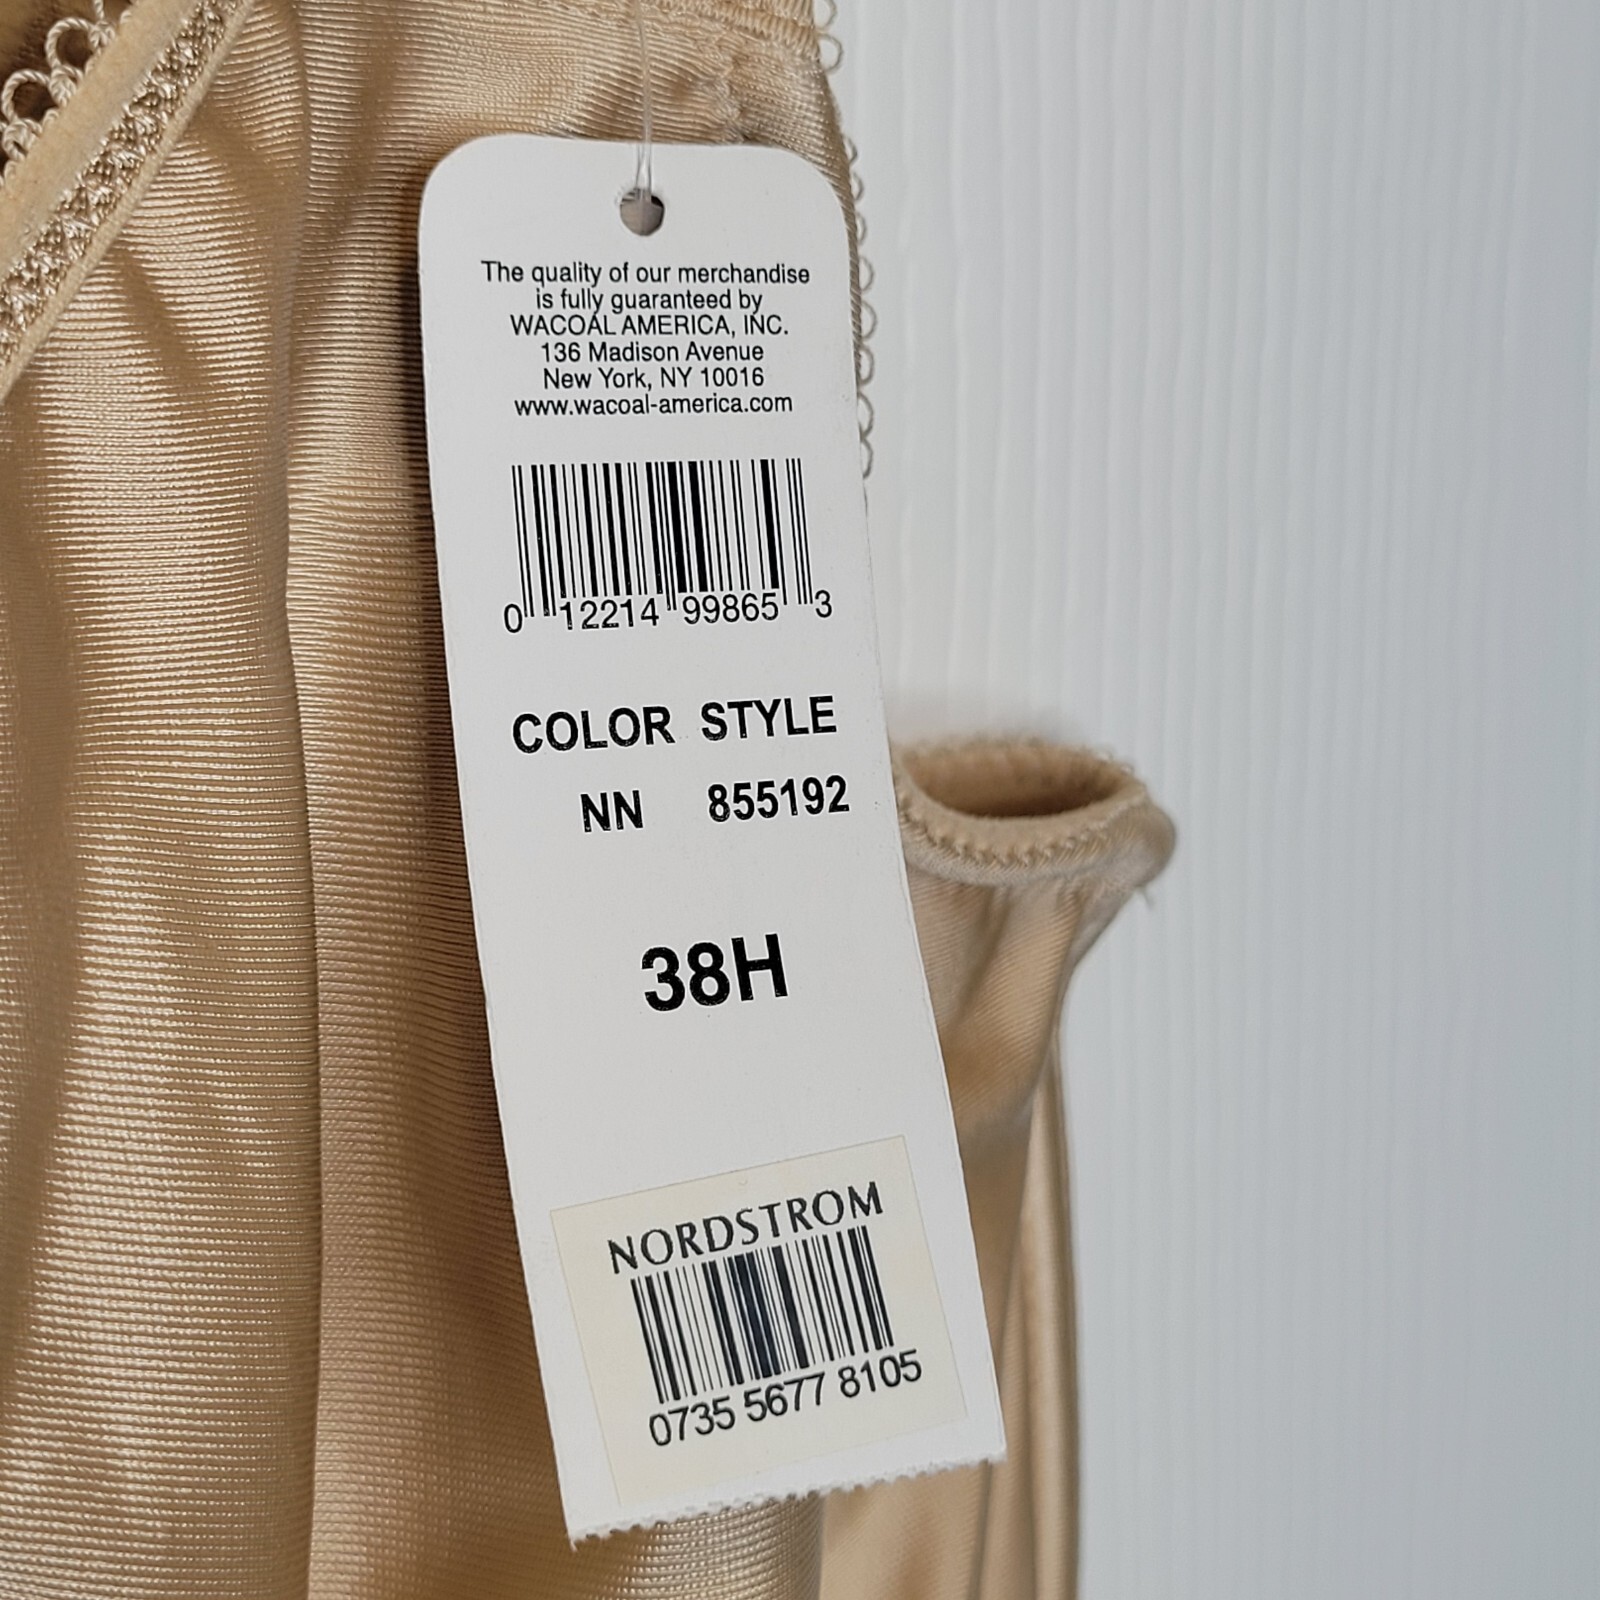 The quality of our merchandise
is fully guaranteed by
WACOAL AMERICA, INC.
136 Madison Avenue
New York, NY 10016
www.wacoal-america.com
0 12214 99865 3
COLOR STYLE
NN 855192
38H
NORDSTROM
0735 5677 8105